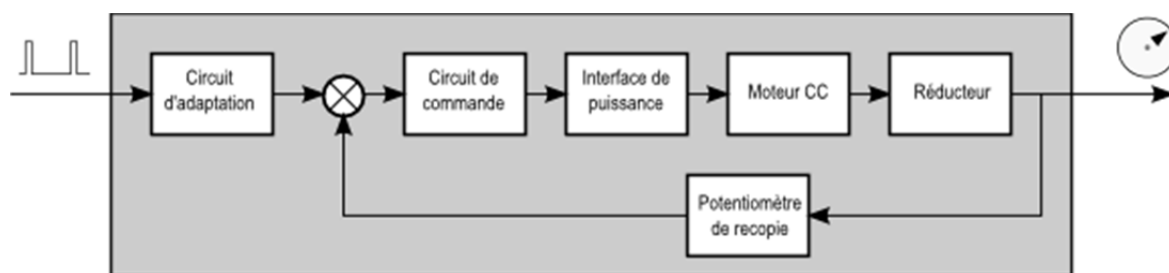 Circuit
d'adaptation
Circuit de
commande
Interface de
puissance
Moteur CC
Réducteur
Potentiomètre
de recopie